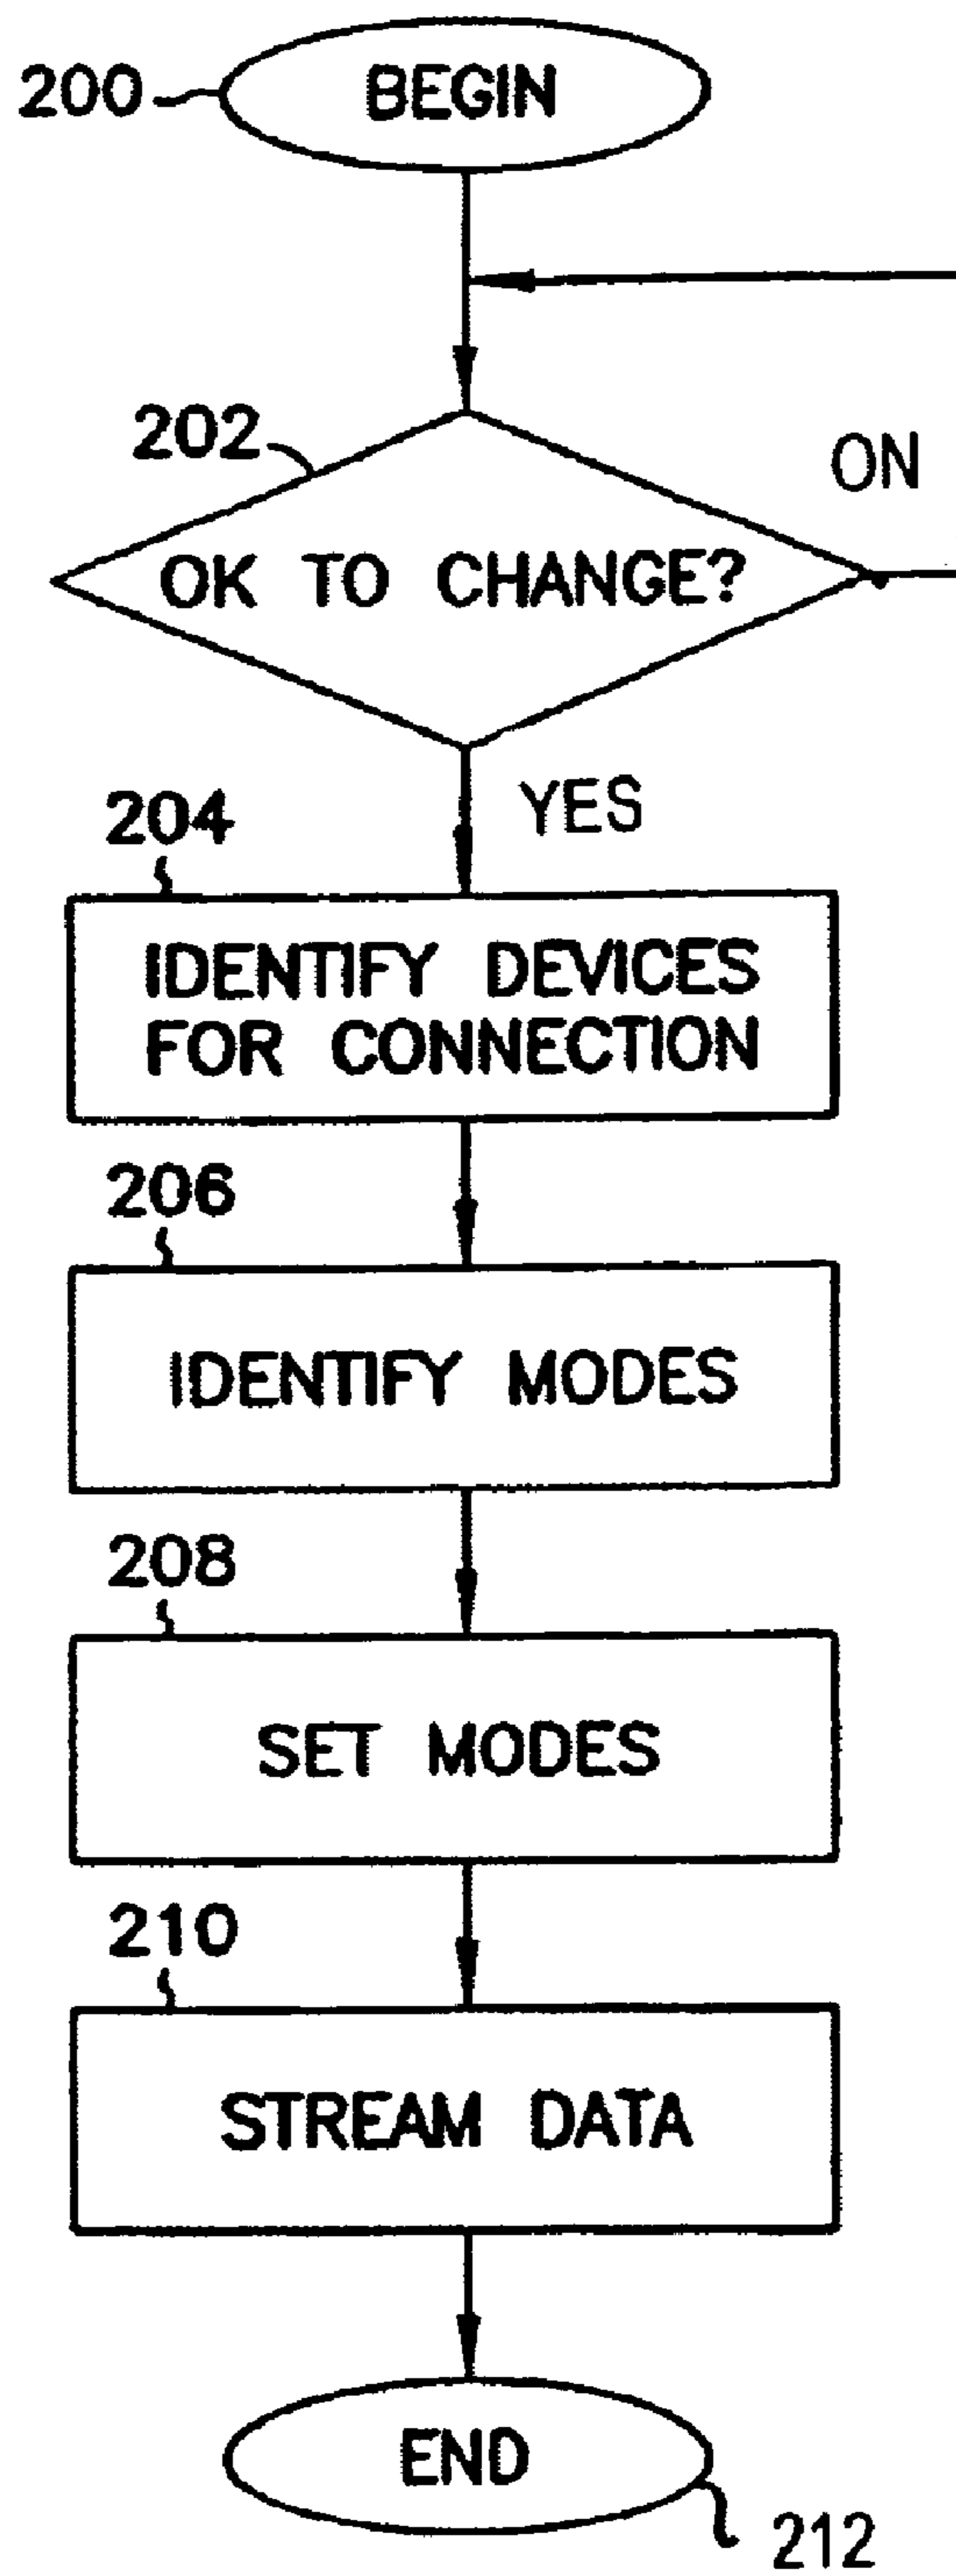 200
BEGIN
202
OK TO CHANGE?
ON
YES
204
IDENTIFY DEVICES
FOR CONNECTION
206
IDENTIFY MODES
208
SET MODES
210
STREAM DATA
END
212